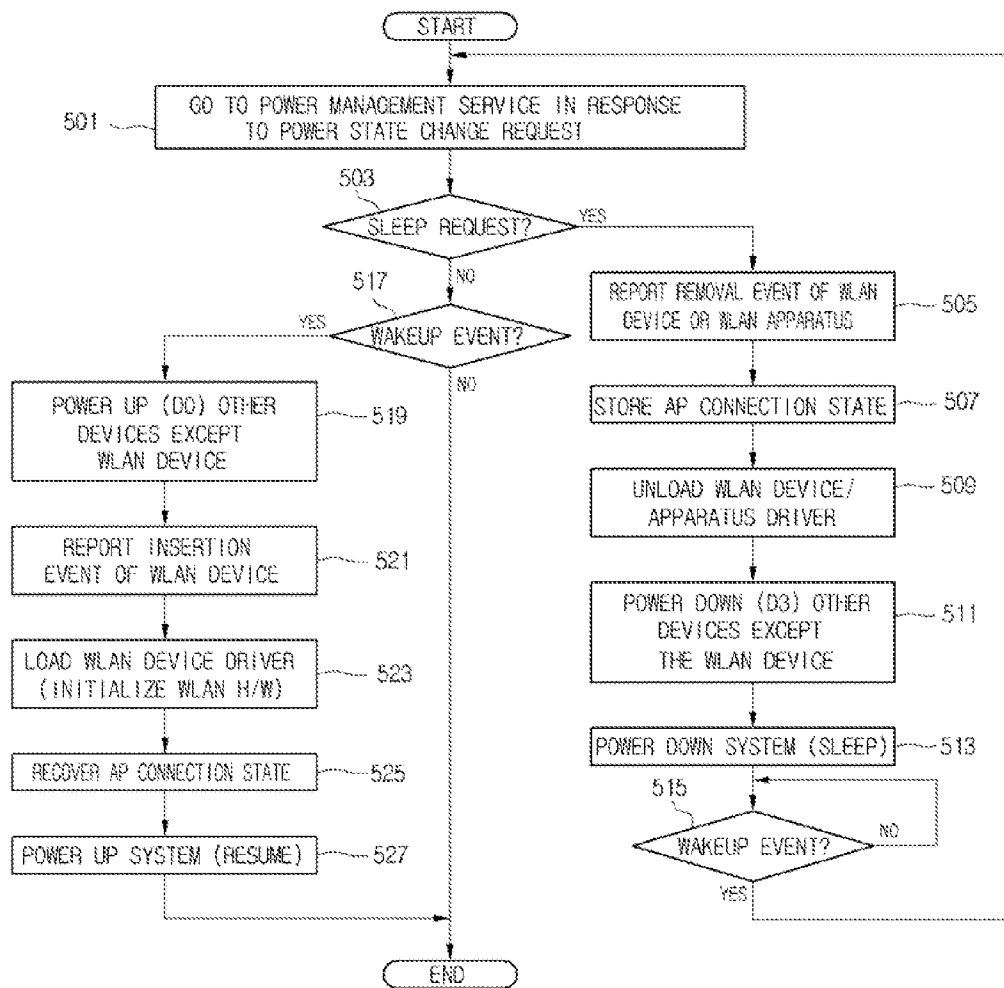 START
501
GO TO POWER MANAGEMENT SERVICE IN RESPONSE
TO POWER STATE CHANGE REQUEST
503
SLEEP REQUEST?
YES
NO
517
WAKEUP EVENT?
YES
NO
POWER UP (D0) OTHER
DEVICES EXCEPT
WLAN DEVICE
519
REPORT INSERTION
EVENT OF WLAN DEVICE
521
LOAD WLAN DEVICE DRIVER
(INITIALIZE WLAN H/W)
523
RECOVER AP CONNECTION STATE
525
POWER UP SYSTEM (RESUME)
527
REPORT REMOVAL EVENT OF WLAN
DEVICE OR WLAN APPARATUS
505
STORE AP CONNECTION STATE
507
UNLOAD WLAN DEVICE/
APPARATUS DRIVER
509
POWER DOWN (D3) OTHER
DEVICES EXCEPT
THE WLAN DEVICE
511
POWER DOWN SYSTEM (SLEEP)
513
515
WAKEUP EVENT?
NO
YES
END